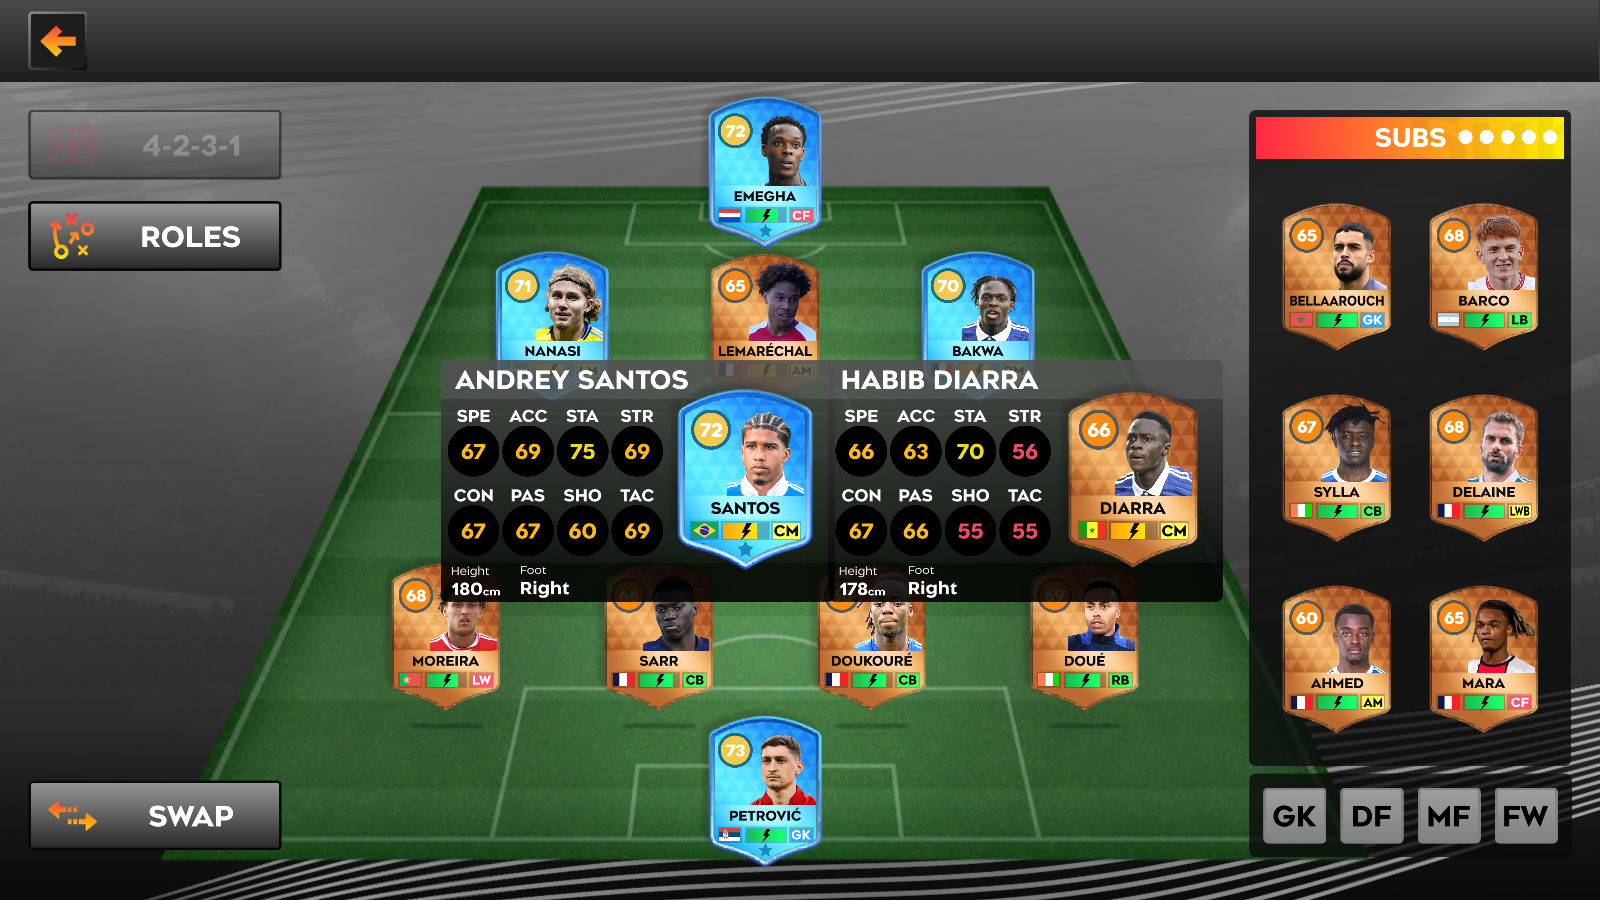 4-2-3-1
ROLES
SWAP
72
EMEGHA
CF
71
NANASI
65
LEMARÉCHAL
AM
70
BAKWA
ANDREY SANTOS
SPE ACC STA STR
67 69 75 69
CON PAS SHO TAC
67 67 60 69
Height Foot
180cm Right
72
SANTOS
CM
HABIB DIARRA
SPE ACC STA STR
66 63 70 56
CON PAS SHO TAC
67 66 55 55
Height Foot
178cm Right
66
DIARRA
CM
68
MOREIRA
LW
66
SARR
CB
DOUKOURÉ
CB
69
DOUÉ
RB
73
PETROVIĆ
GK
SUBS
65
BELLAAROUCH
GK
68
BARCO
LB
67
SYLLA
CB
68
DELAINE
LWB
60
AHMED
AM
65
MARA
CF
GK DF MF FW